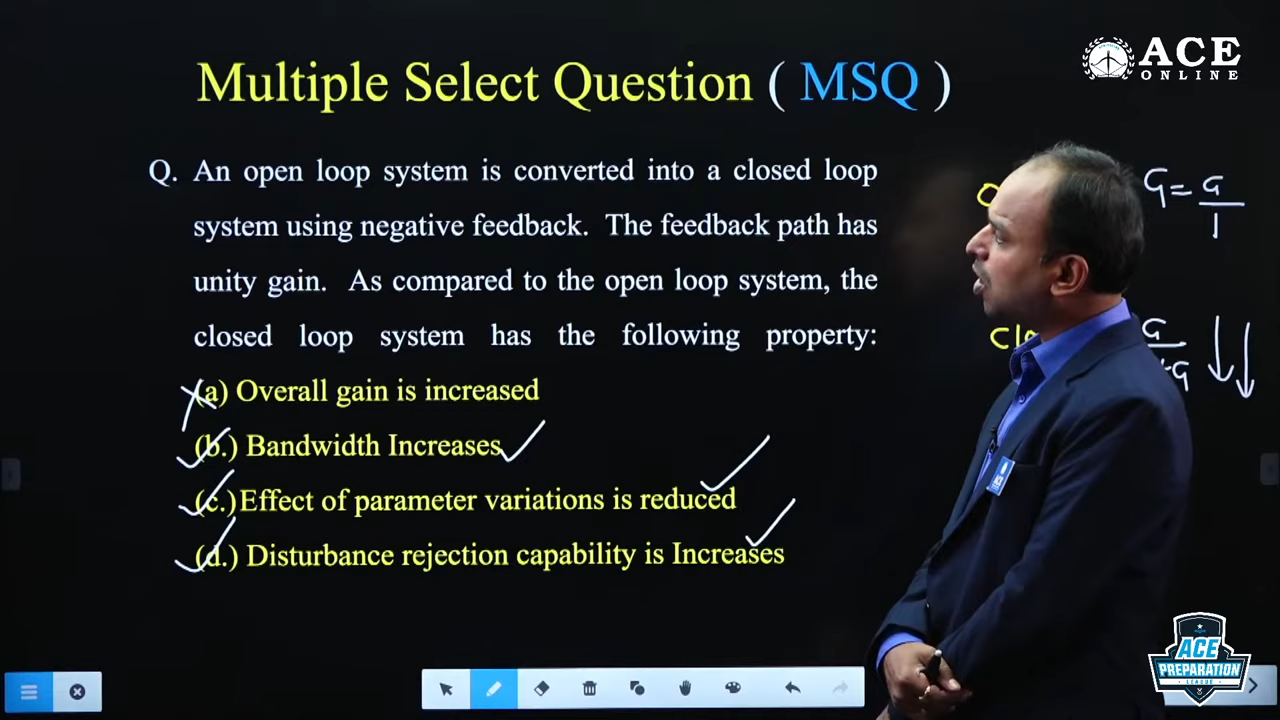 ACE
ONLINE
Multiple Select Question ( MSQ )
Q. An open loop system is converted into a closed loop
system using negative feedback. The feedback path has
unity gain. As compared to the open loop system, the
closed loop system has the following property:
(a) Overall gain is increased
(b.) Bandwidth Increases
(c.)Effect of parameter variations is reduced
(d.) Disturbance rejection capability is Increases
G = G
1
Clo
G
G
ACE
PREPARATION
LEAGUE